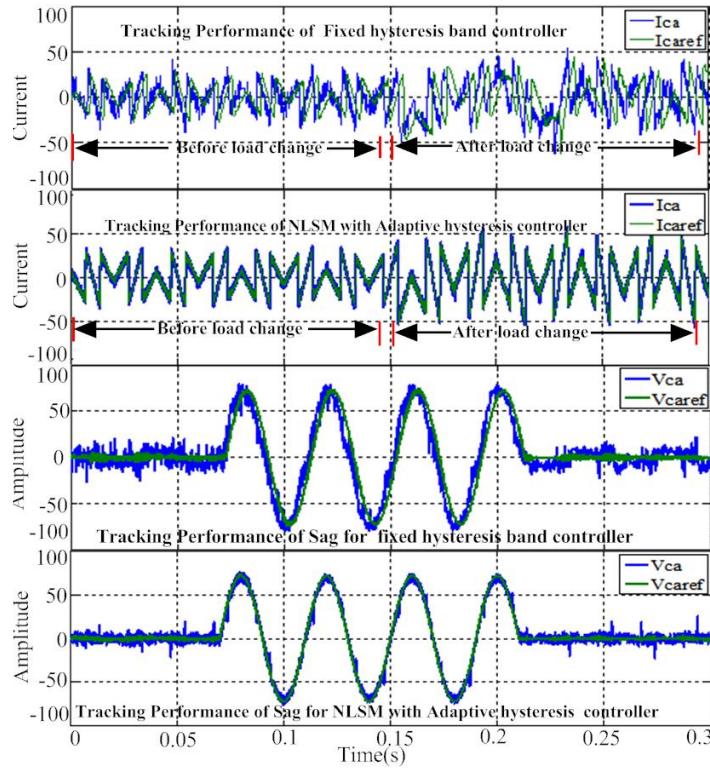 Tracking Performance of Fixed hysteresis band controller
Ica
Icaref
100
50
0
-50
-100
Current
Before load change
After load change
Tracking Performance of NLSM with Adaptive hysteresis controller
Ica
Icaref
100
50
0
-50
-100
Current
Before load change
After load change
Vca
Vcaref
100
50
0
-50
-100
Amplitude
Tracking Performance of Sag for fixed hysteresis band controller
Vca
Vcaref
100
50
0
-50
-100
Amplitude
Tracking Performance of Sag for NLSM with Adaptive hysteresis controller
0 0.05 0.1 0.15 0.2 0.25 0.3
Time(s)